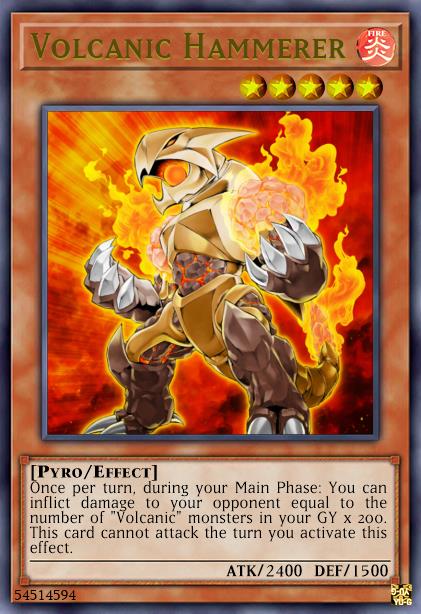 Volcanic Hammerer
FIRE
炎
[Pyro/Effect]
Once per turn, during your Main Phase: You can
inflict damage to your opponent equal to the
number of "Volcanic" monsters in your GY x 200.
This card cannot attack the turn you activate this
effect.
ATK/2400 DEF/1500
54514594